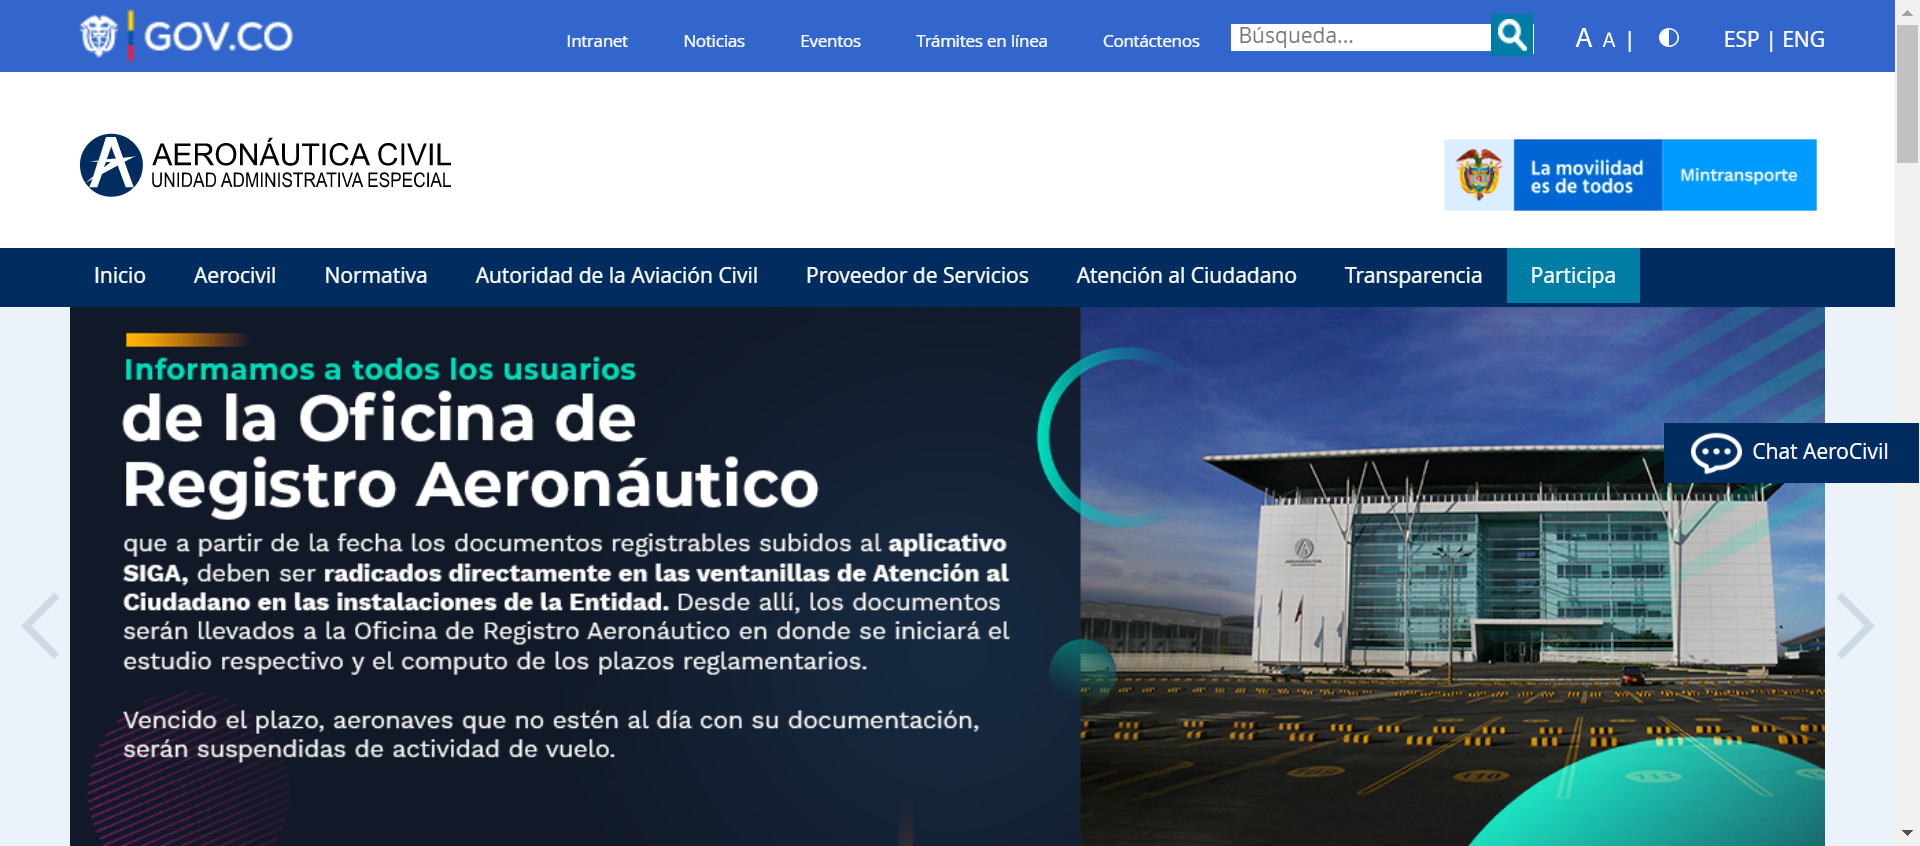 GOV.CO
Intranet
Noticias
Eventos
Trámites en línea
Contáctenos
Búsqueda...
A A |
ESP | ENG
AERONÁUTICA CIVIL
UNIDAD ADMINISTRATIVA ESPECIAL
La movilidad
es de todos
Mintransporte
Inicio
Aerocivil
Normativa
Autoridad de la Aviación Civil
Proveedor de Servicios
Atención al Ciudadano
Transparencia
Participa
Informamos a todos los usuarios
de la Oficina de
Registro Aeronáutico
que a partir de la fecha los documentos registrables subidos al aplicativo
SIGA, deben ser radicados directamente en las ventanillas de Atención al
Ciudadano en las instalaciones de la Entidad. Desde allí, los documentos
serán llevados a la Oficina de Registro Aeronáutico en donde se iniciará el
estudio respectivo y el computo de los plazos reglamentarios.
Vencido el plazo, aeronaves que no estén al día con su documentación,
serán suspendidas de actividad de vuelo.
Chat AeroCivil
109
110
111